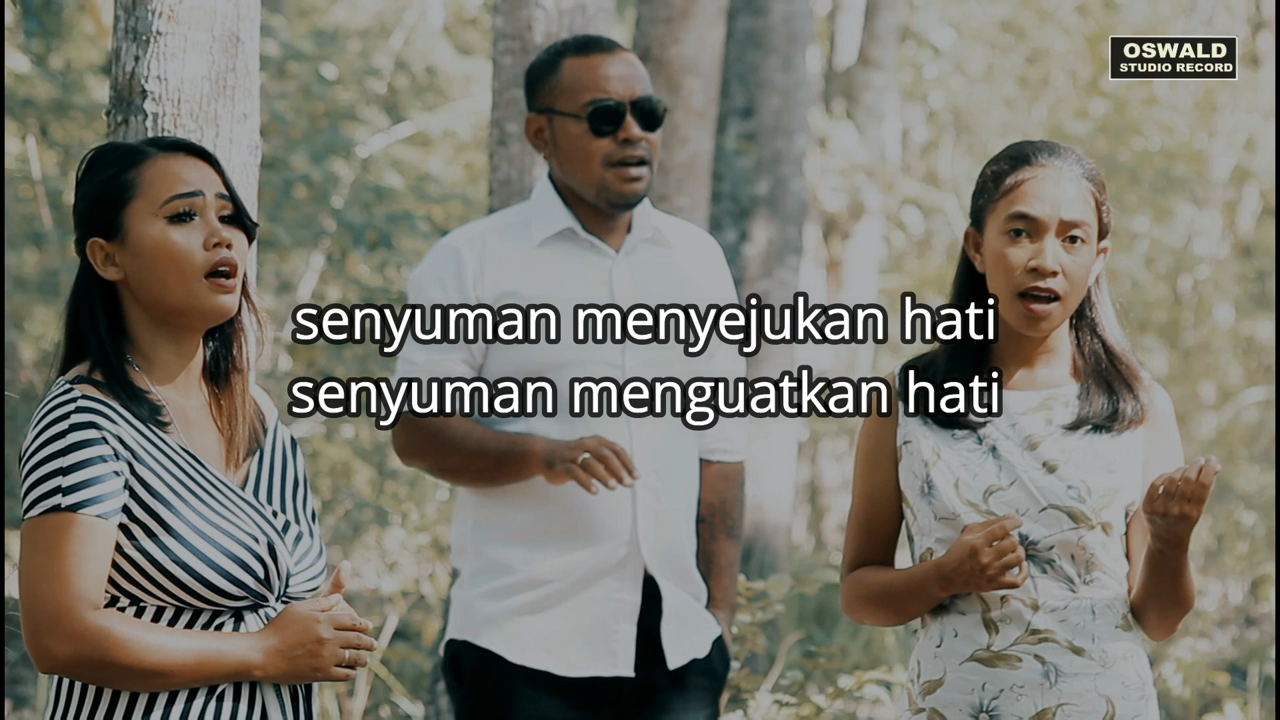 OSWALD
STUDIO RECORD
senyuman menyejukan hati
senyuman menguatkan hati